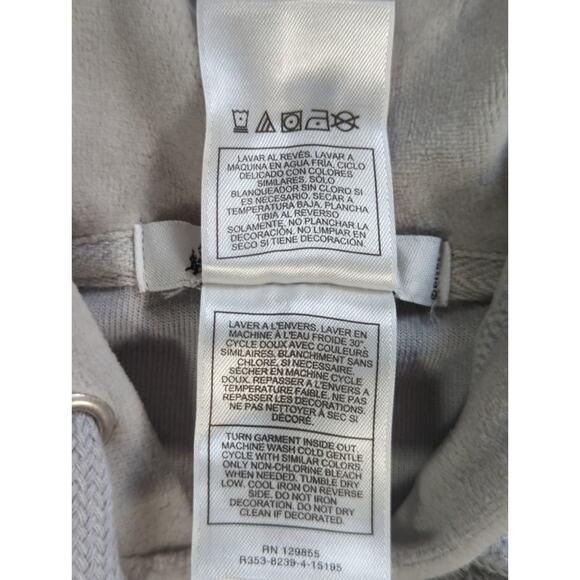 LAVAR AL REVÉS. LAVAR A
MÁQUINA EN AGUA FRÍA, CICLO
DELICADO CON COLORES
SIMILARES. SÓLO
BLANQUEADOR SIN CLORO SI
ES NECESARIO. SECAR A
TEMPERATURA BAJA. PLANCHA
TIBIA AL REVERSO
SOLAMENTE. NO PLANCHAR LA
DECORACIÓN. NO LIMPIAR EN
SECO SI TIENE DECORACIÓN.
LAVER A L'ENVERS. LAVER EN
MACHINE À L'EAU FROIDE 30°.
CYCLE DOUX AVEC COULEURS
SIMILAIRES. BLANCHIMENT SANS
CHLORE, SI NECESSAIRE.
SÉCHER EN MACHINE CYCLE
DOUX. REPASSER A L'ENVERS À
TEMPERATURE FAIBLE. NE PAS
REPASSER LES DECORATIONS.
NE PAS NETTOYER À SEC SI
DÉCORÉ.
TURN GARMENT INSIDE OUT.
MACHINE WASH COLD GENTLE
CYCLE WITH SIMILAR COLORS.
ONLY NON-CHLORINE BLEACH
WHEN NEEDED. TUMBLE DRY
LOW. COOL IRON ON REVERSE
SIDE. DO NOT IRON
DECORATION. DO NOT DRY
CLEAN IF DECORATED.
RN 129855
R353-8239-4-15195